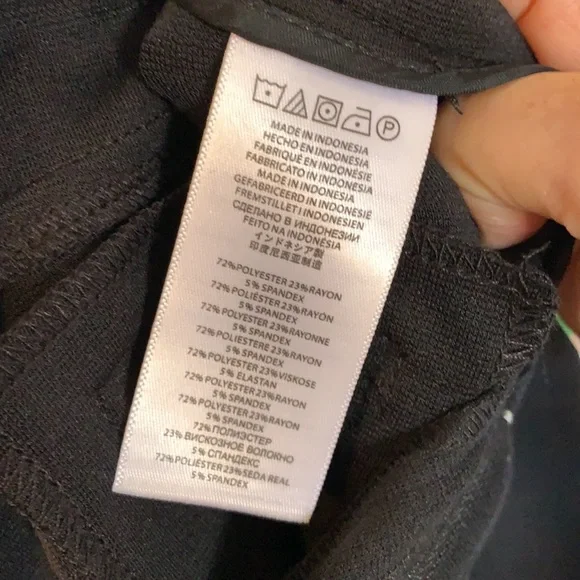 P
MADE IN INDONESIA
HECHO EN INDONESIA
FABRIQUÉ EN INDONÉSIE
FABBRICATO IN INDONESIA
MADE IN INDONESIA
GEFABRICEERD IN INDONESIA
FREMSTILLET I INDONESIEN
СДЕЛАНО В ИНДОНЕЗИИ
FEITO NA INDONÉSIA
インドネシア製
印度尼西亚制造
72%POLYESTER 23%RAYON
5%SPANDEX
72%POLIÉSTER 23%RAYÓN
5%SPANDEX
72%POLYESTER 23%RAYONNE
5%SPANDEX
72%POLIESTERE 23%RAYON
5%SPANDEX
72%POLYESTER 23%VISKOSE
5%ELASTAN
72%POLYESTER 23%RAYON
5%SPANDEX
72%POLYESTER 23%RAYON
5%SPANDEX
72%ПОЛИЭСТЕР
23% ВИСКОЗНОЕ ВОЛОКНО
5% СПАНДЕКС
72%POLIÉSTER 23%SEDA REAL
5%SPANDEX